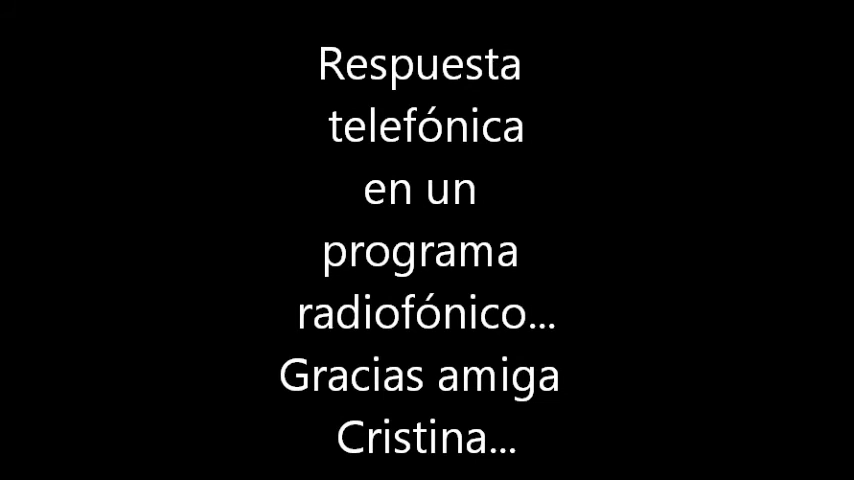 Respuesta
telefónica
en un
programa
radiofónico...
Gracias amiga
Cristina...